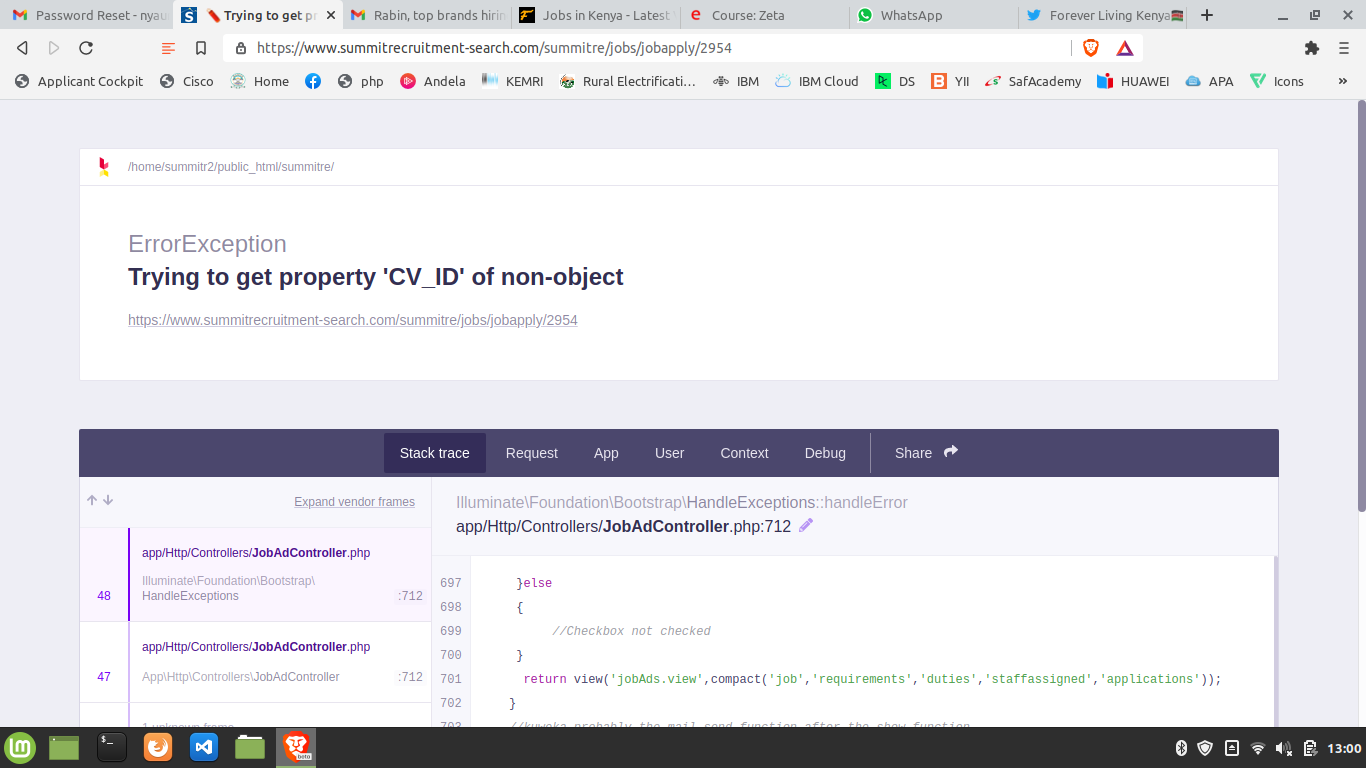 Password Reset - nyau
Trying to get pr
Rabin, top brands hirin
Jobs in Kenya - Latest
Course: Zeta
WhatsApp
Forever Living Kenya
https://www.summitrecruitment-search.com/summitre/jobs/jobapply/2954
Applicant Cockpit
Cisco
Home
php
Andela
KEMRI
Rural Electrificati…
IBM
IBM Cloud
DS
YII
SafAcademy
HUAWEI
APA
Icons
»
/home/summitr2/public_html/summitre/
ErrorException
Trying to get property 'CV_ID' of non-object
https://www.summitrecruitment-search.com/summitre/jobs/jobapply/2954
Stack trace
Request
App
User
Context
Debug
Share
Expand vendor frames
Illuminate\Foundation\Bootstrap\HandleExceptions::handleError
app/Http/Controllers/JobAdController.php:712
app/Http/Controllers/JobAdController.php
Illuminate\Foundation\Bootstrap\
48 HandleExceptions :712
app/Http/Controllers/JobAdController.php
47 App\Http\Controllers\JobAdController :712
1 unknown frame
697 }else
698 {
699 //Checkbox not checked
700 }
701 return view('jobAds.view',compact('job','requirements','duties','staffassigned','applications'));
702 }
703 //kuweka probably the mail send function after the show function
13:00